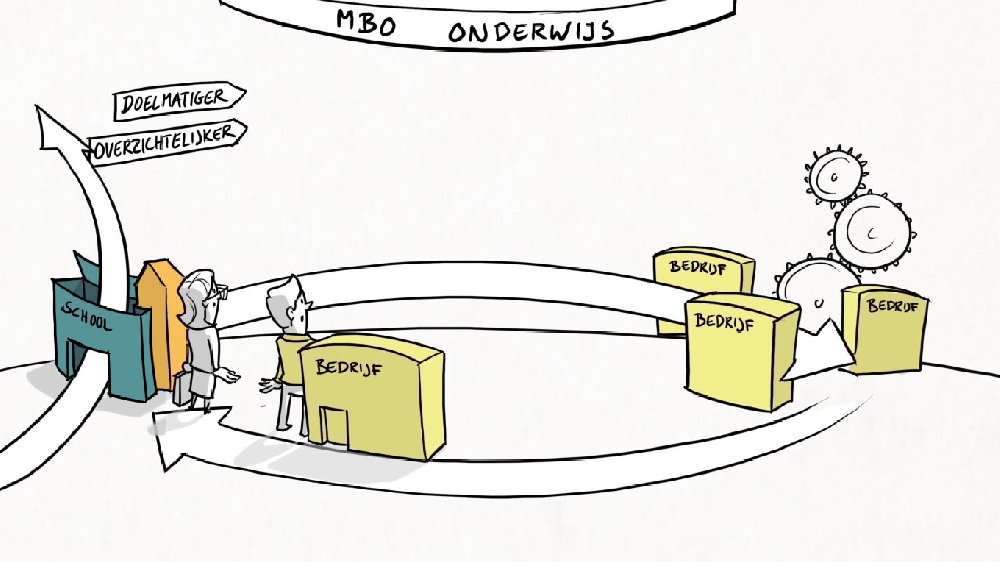 MBO ONDERWIJS
DOELMATIGER
OVERZICHTELIJKER
SCHOOL
BEDRIJF
BEDRIJF
BEDRIJF
BEDRIJF